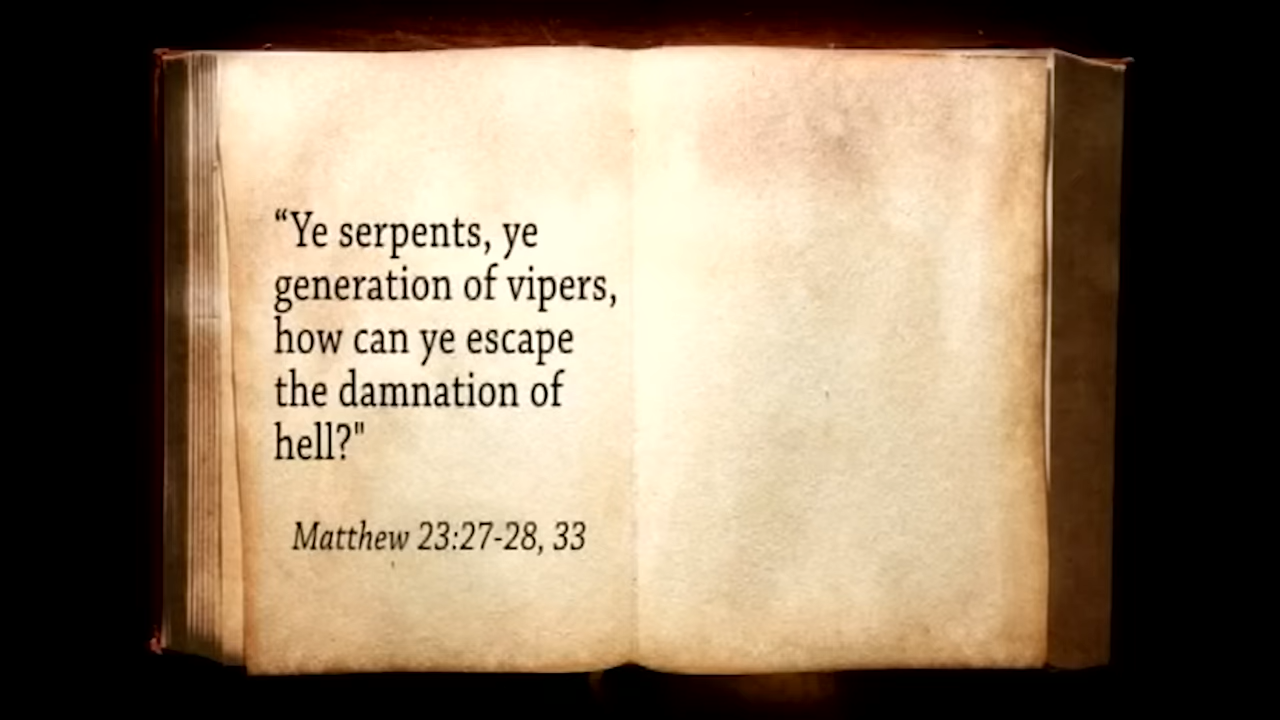 “Ye serpents, ye
generation of vipers,
how can ye escape
the damnation of
hell?"
Matthew 23:27-28, 33